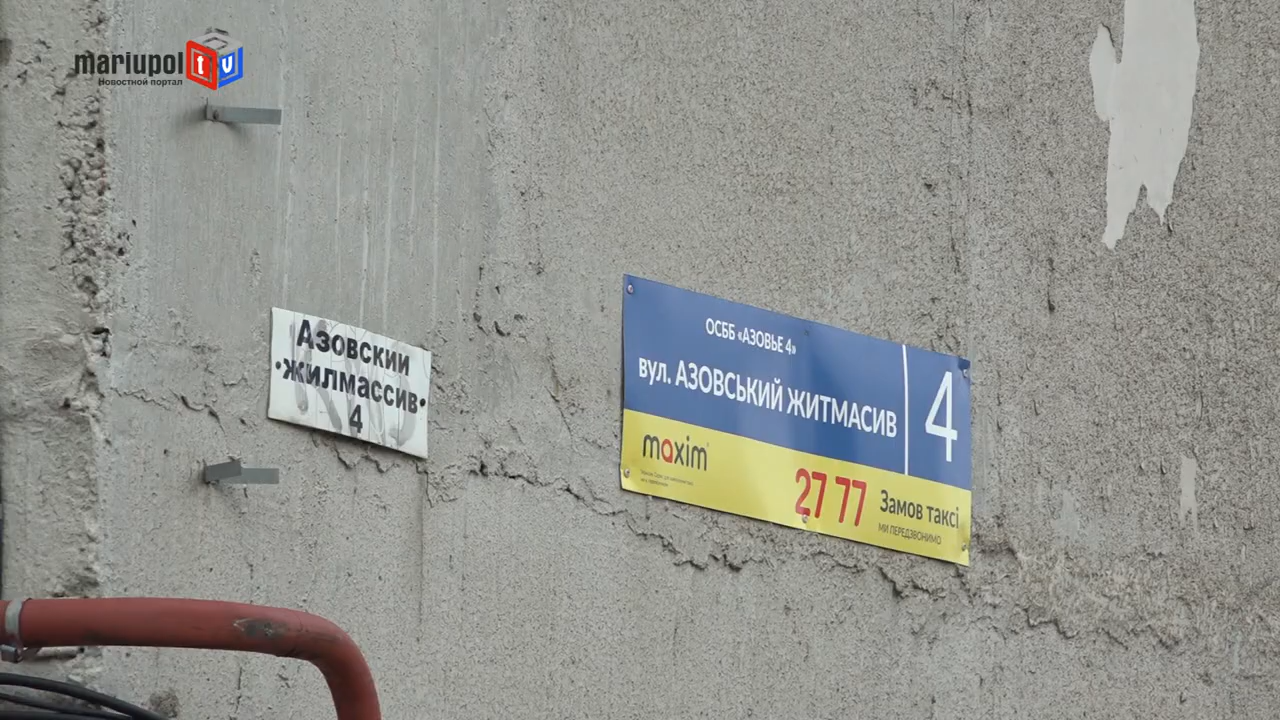 mariupol tv
Новостной портал
Азовский
•жилмассив•
4
ОСББ «АЗОВЬЕ 4»
вул. АЗОВСЬКИЙ ЖИТМАСИВ
4
maxim
27 77
Замов таксі
МИ ПЕРЕДЗВОНИМО